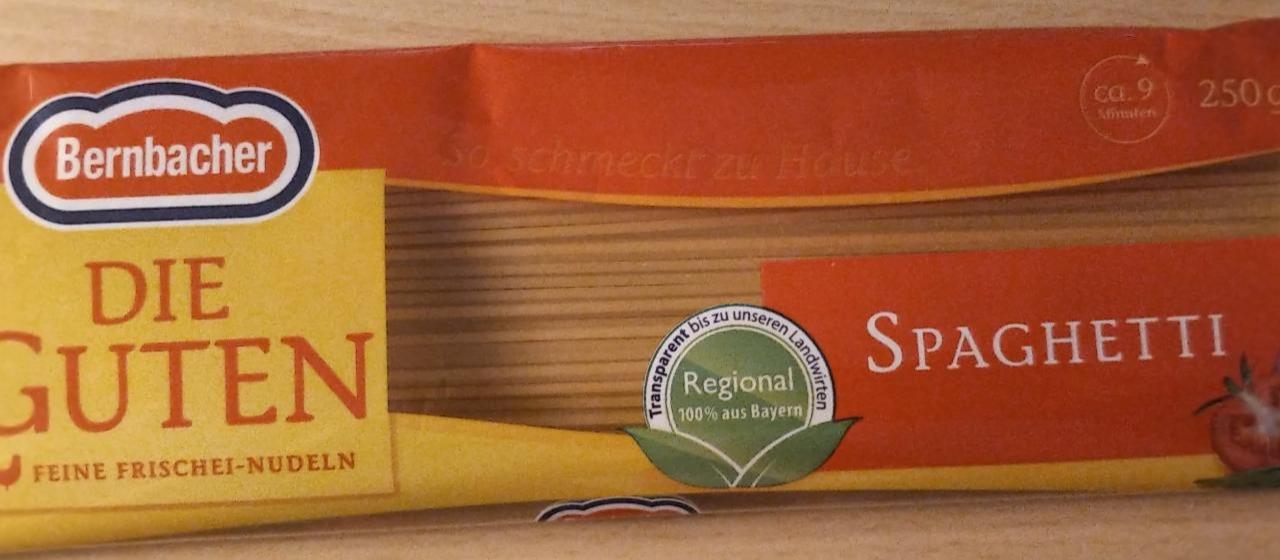 Bernbacher
So schmeckt zu Hause.
ca. 9
Minuten
250g
DIE
GUTEN
FEINE FRISCHEI-NUDELN
Transparent bis zu unseren Landwirten
Regional
100% aus Bayern
SPAGHETTI